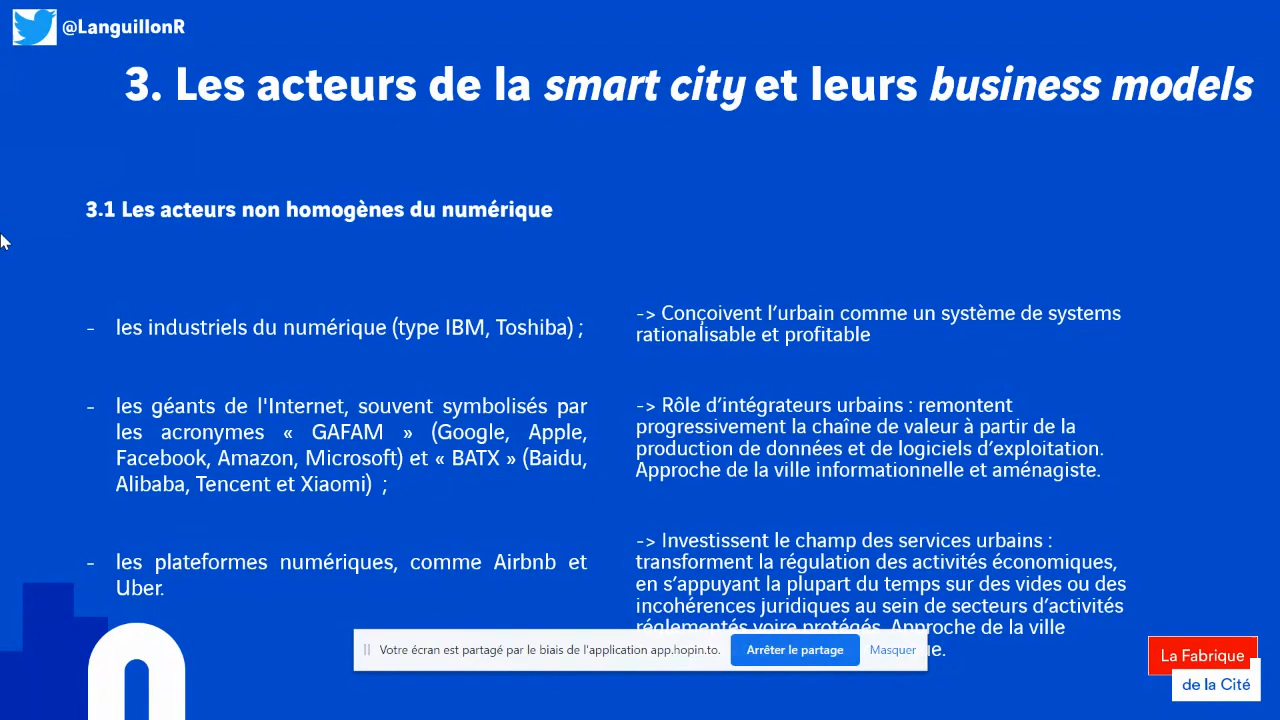 @LanguillonR
3. Les acteurs de la smart city et leurs business models
3.1 Les acteurs non homogènes du numérique
- les industriels du numérique (type IBM, Toshiba) ;
-> Conçoivent l’urbain comme un système de systems
rationalisable et profitable
- les géants de l'Internet, souvent symbolisés par
les acronymes « GAFAM » (Google, Apple,
Facebook, Amazon, Microsoft) et « BATX » (Baidu,
Alibaba, Tencent et Xiaomi) ;
-> Rôle d’intégrateurs urbains : remontent
progressivement la chaîne de valeur à partir de la
production de données et de logiciels d’exploitation.
Approche de la ville informationnelle et aménagiste.
- les plateformes numériques, comme Airbnb et
Uber.
-> Investissent le champ des services urbains :
transforment la régulation des activités économiques,
en s’appuyant la plupart du temps sur des vides ou des
incohérences juridiques au sein de secteurs d’activités
réglementés voire protégés. Approche de la ville
Votre écran est partagé par le biais de l'application app.hopin.to.
Arrêter le partage
Masquer
La Fabrique
de la Cité